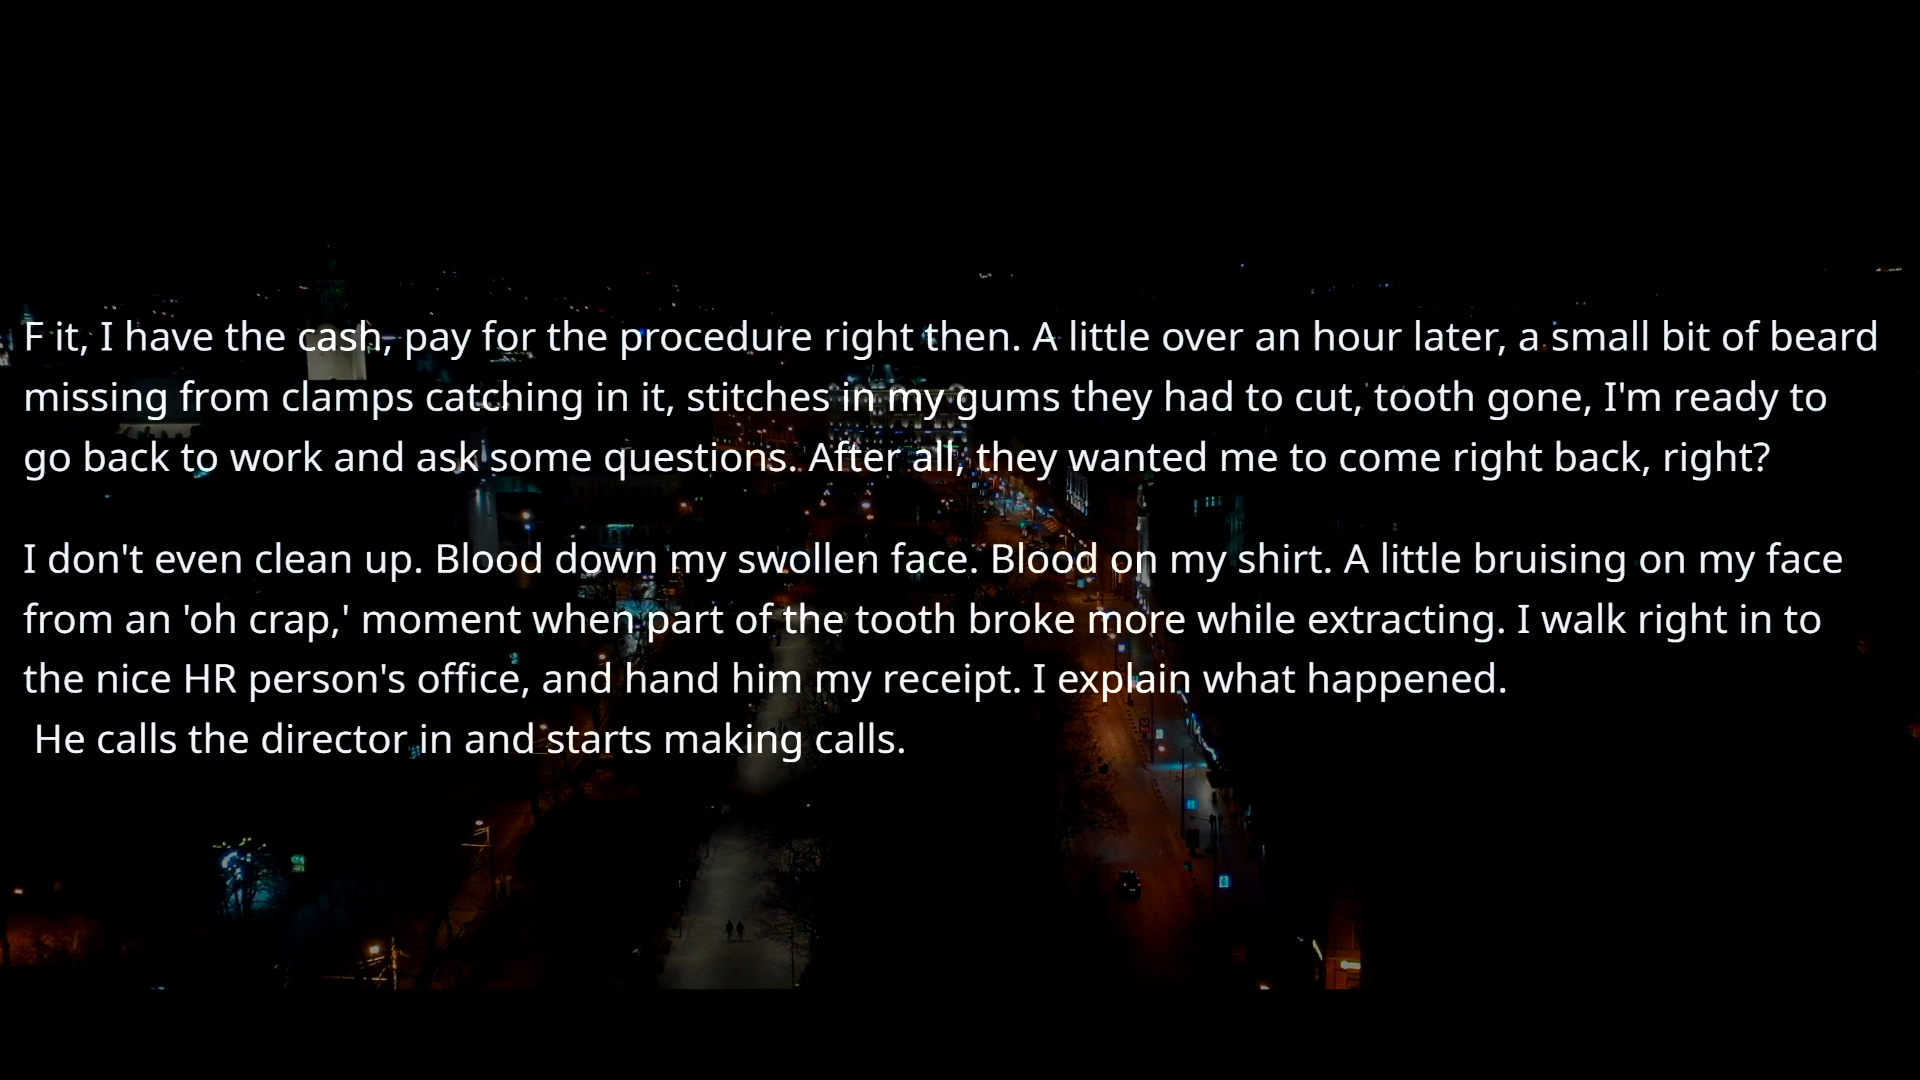 F it, I have the cash, pay for the procedure right then. A little over an hour later, a small bit of beard
missing from clamps catching in it, stitches in my gums they had to cut, tooth gone, I'm ready to
go back to work and ask some questions. After all, they wanted me to come right back, right?
I don't even clean up. Blood down my swollen face. Blood on my shirt. A little bruising on my face
from an 'oh crap,' moment when part of the tooth broke more while extracting. I walk right in to
the nice HR person's office, and hand him my receipt. I explain what happened.
He calls the director in and starts making calls.